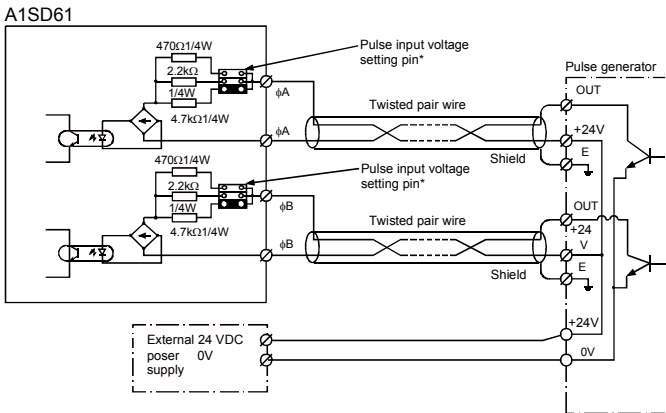 A1SD61
470Ω1/4W
2.2kΩ
1/4W
4.7kΩ1/4W
Pulse input voltage
setting pin*
ϕA
ϕA
Twisted pair wire
Shield
Pulse generator
OUT
+24V
E
470Ω1/4W
2.2kΩ
1/4W
4.7kΩ1/4W
Pulse input voltage
setting pin*
ϕB
ϕB
Twisted pair wire
Shield
OUT
+24
V
E
External 24 VDC
poser 0V
supply
+24V
0V